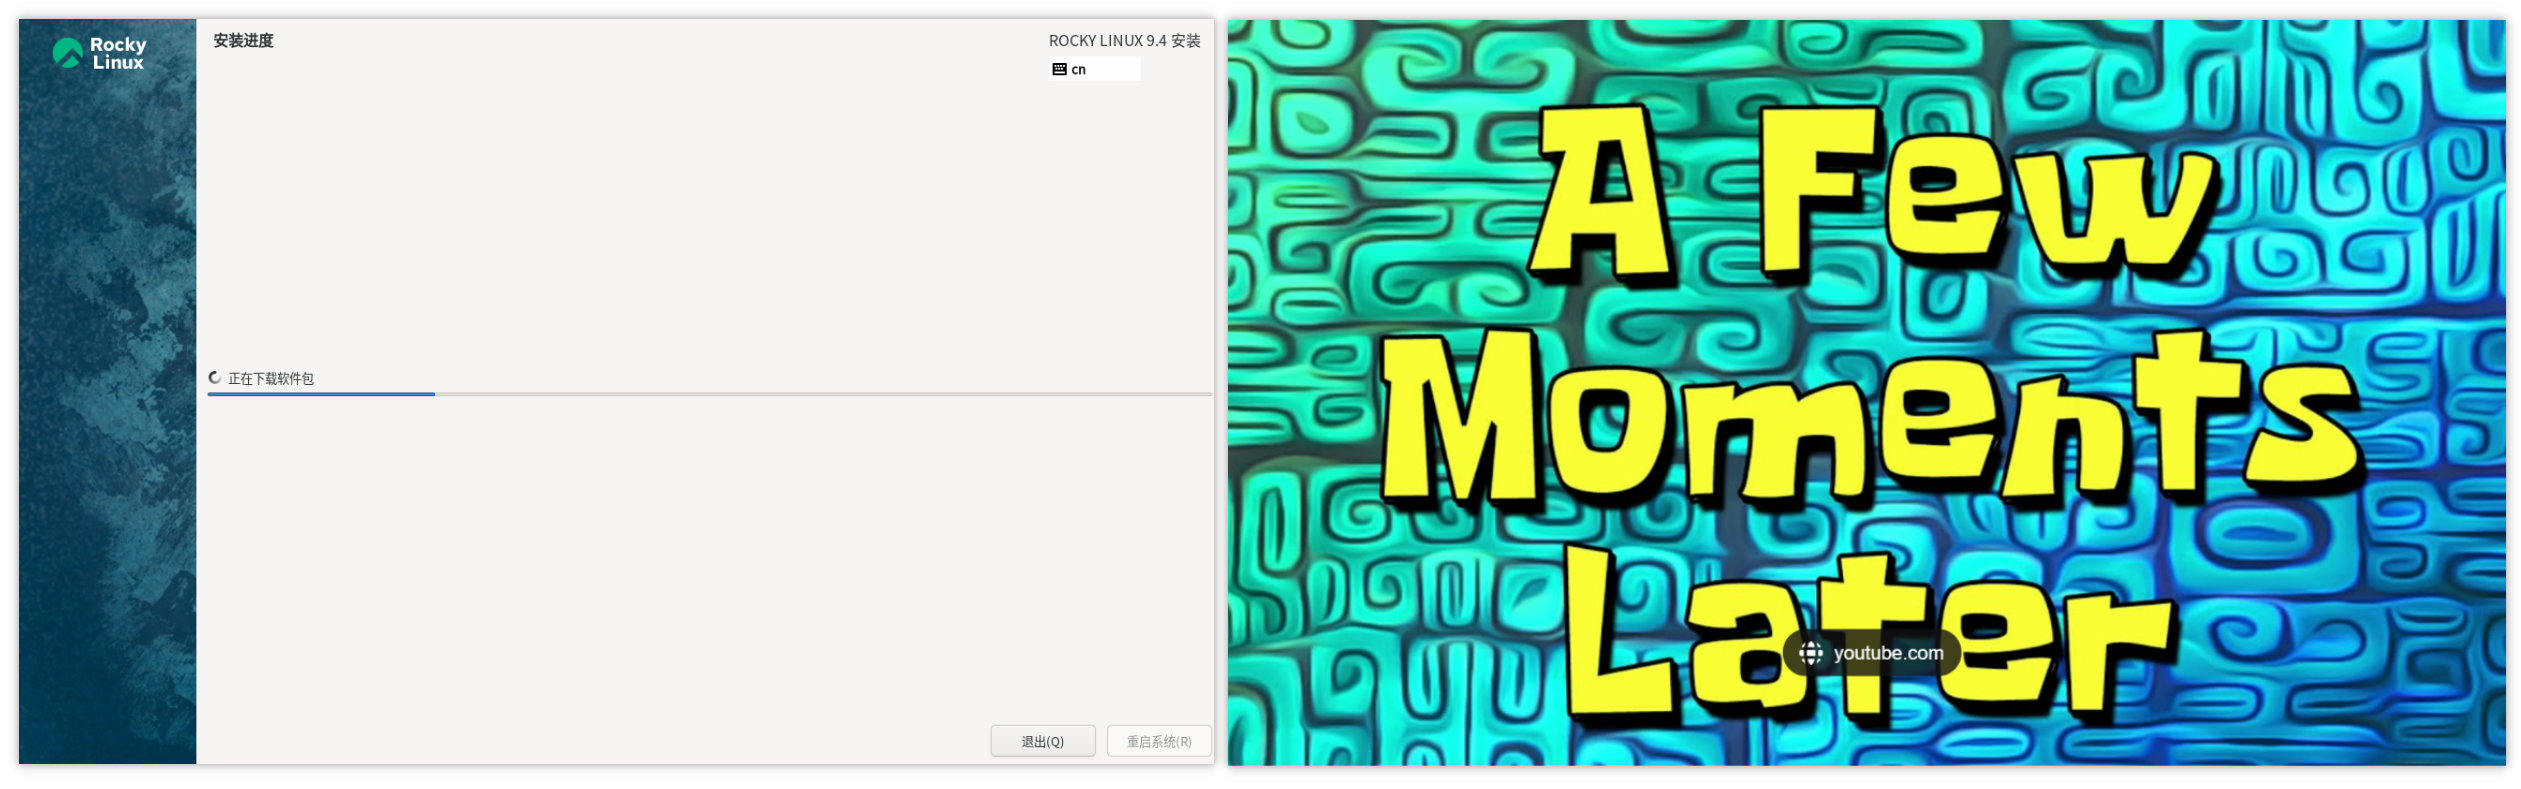 Rocky
Linux
安装进度
ROCKY LINUX 9.4 安装
cn
正在下载软件包
退出(Q)
重启系统(R)
A Few
Moments
Later
youtube.com